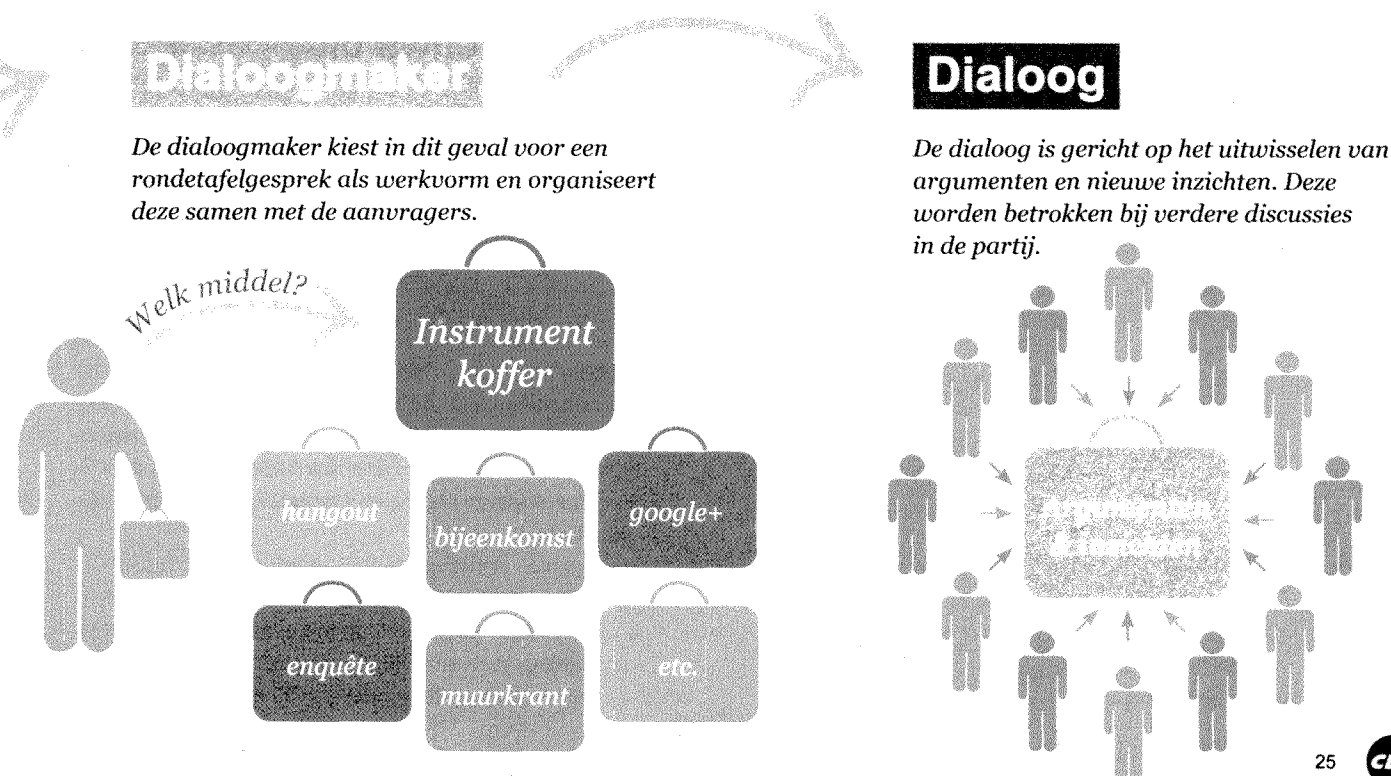 Dialoogmaker
De dialoogmaker kiest in dit geval voor een
rondetafelgesprek als werkvorm en organiseert
deze samen met de aanvragers.
Welk middel?
Instrument
koffer
hangout
bijeenkomst
google+
enquête
muurkrant
etc.
Dialoog
De dialoog is gericht op het uitwisselen van
argumenten en nieuwe inzichten. Deze
worden betrokken bij verdere discussies
in de partij.
Argumenten
& inzichten
25